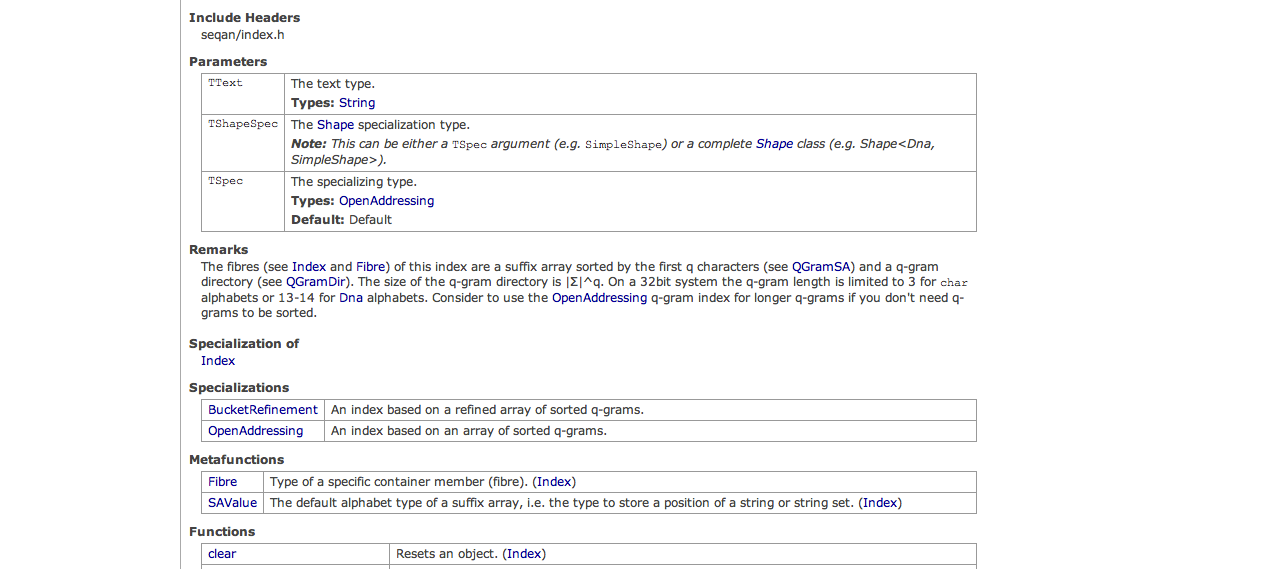 Include Headers
seqan/index.h
Parameters
TText The text type.
Types: String
TShapeSpec The Shape specialization type.
Note: This can be either a TSpec argument (e.g. SimpleShape) or a complete Shape class (e.g. Shape<Dna,
SimpleShape>).
TSpec The specializing type.
Types: OpenAddressing
Default: Default
Remarks
The fibres (see Index and Fibre) of this index are a suffix array sorted by the first q characters (see QGramSA) and a q-gram
directory (see QGramDir). The size of the q-gram directory is |Σ|^q. On a 32bit system the q-gram length is limited to 3 for char
alphabets or 13-14 for Dna alphabets. Consider to use the OpenAddressing q-gram index for longer q-grams if you don't need q-
grams to be sorted.
Specialization of
Index
Specializations
BucketRefinement An index based on a refined array of sorted q-grams.
OpenAddressing An index based on an array of sorted q-grams.
Metafunctions
Fibre Type of a specific container member (fibre). (Index)
SAValue The default alphabet type of a suffix array, i.e. the type to store a position of a string or string set. (Index)
Functions
clear Resets an object. (Index)